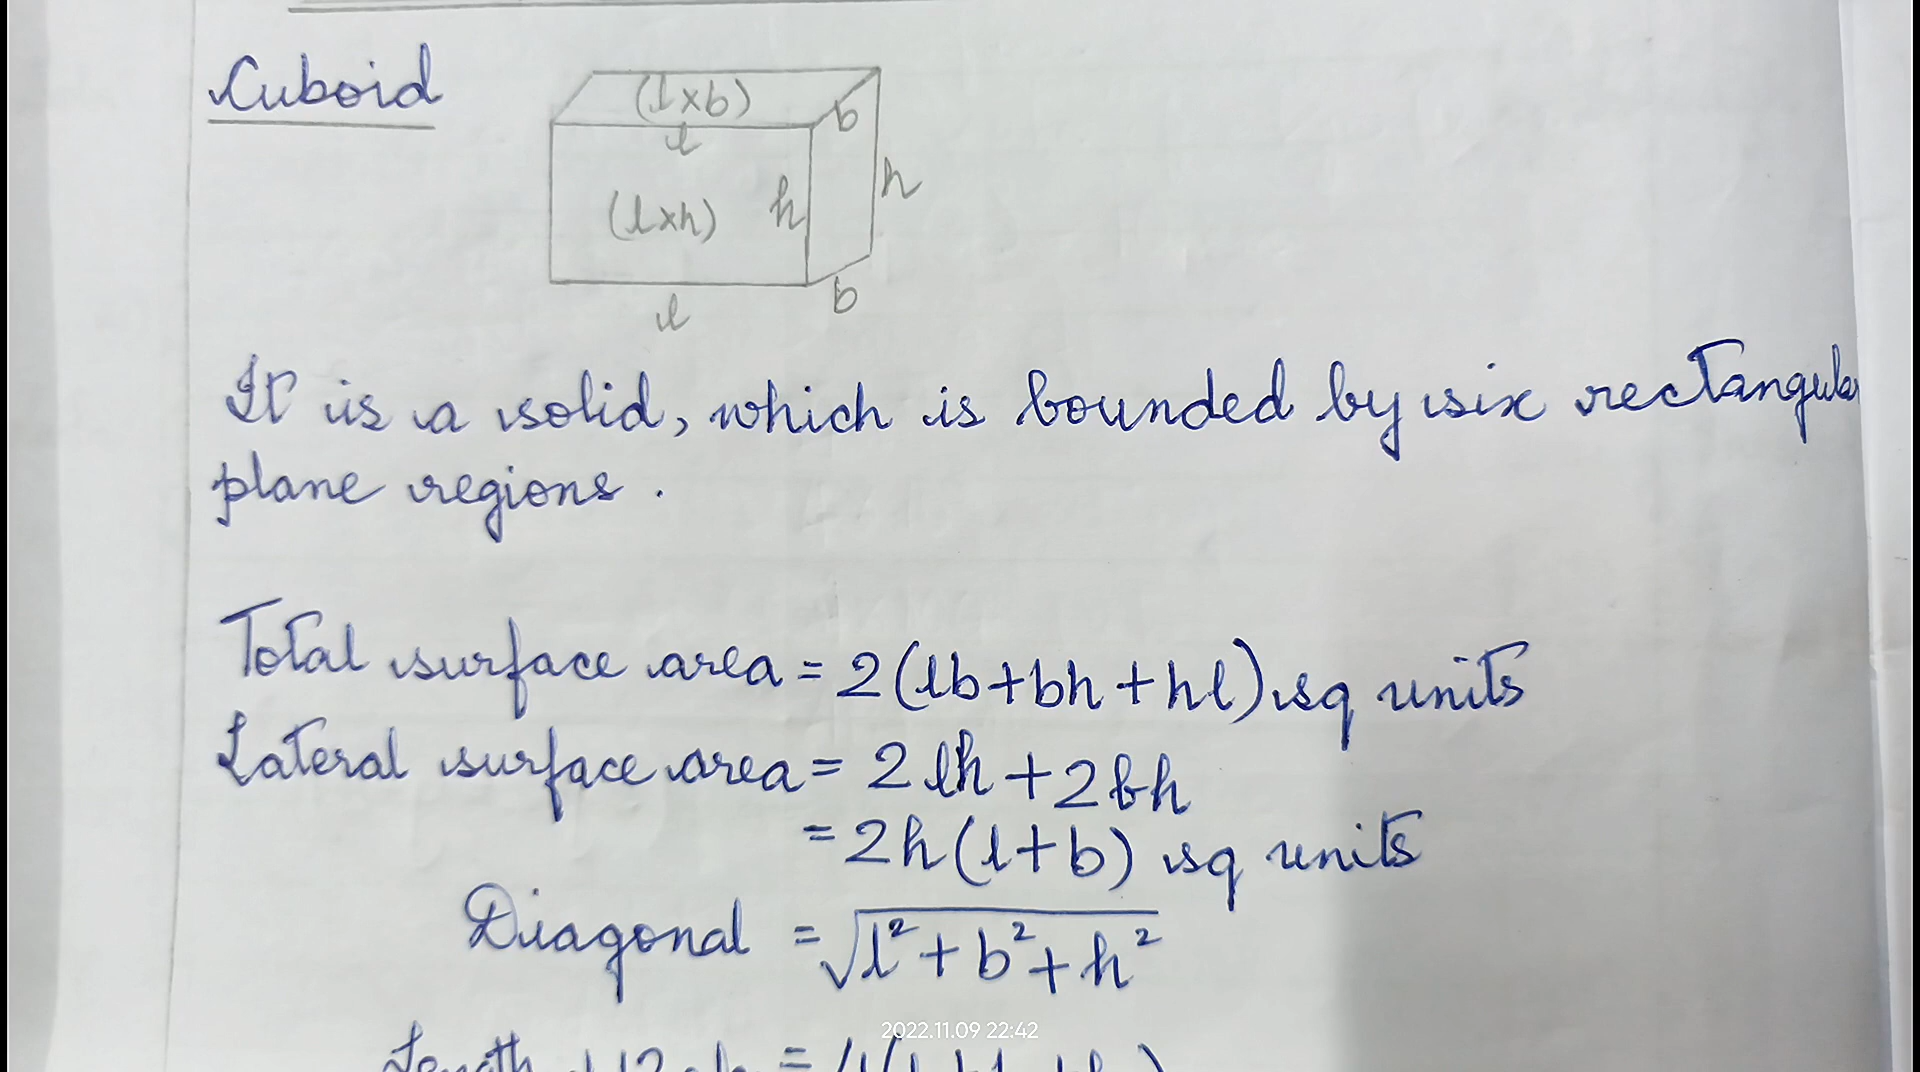 Cuboid
(l×b)
b
l
h
h
(l×h)
b
l
It is a solid, which is bounded by six rectangular
plane regions.
Total surface area = 2(lb+bh+hl) sq units
Lateral surface area = 2lh+2bh
= 2h(l+b) sq units
Diagonal = √l²+b²+h²
2022.11.09 22:42
Length